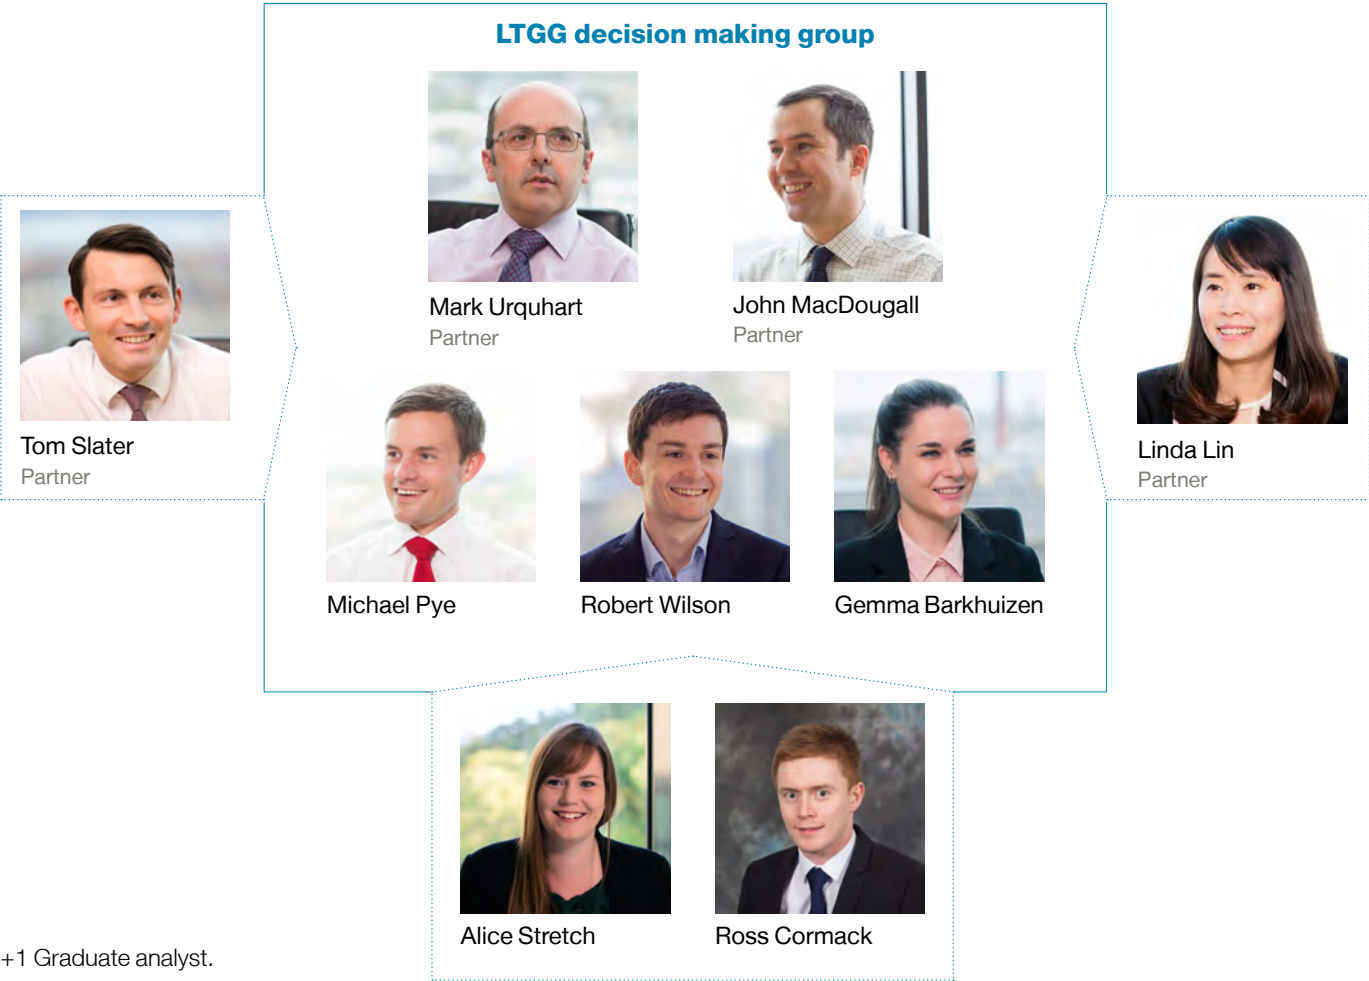 LTGG decision making group
Mark Urquhart
Partner
John MacDougall
Partner
Tom Slater
Partner
Linda Lin
Partner
Michael Pye
Robert Wilson
Gemma Barkhuizen
Alice Stretch
Ross Cormack
+1 Graduate analyst.